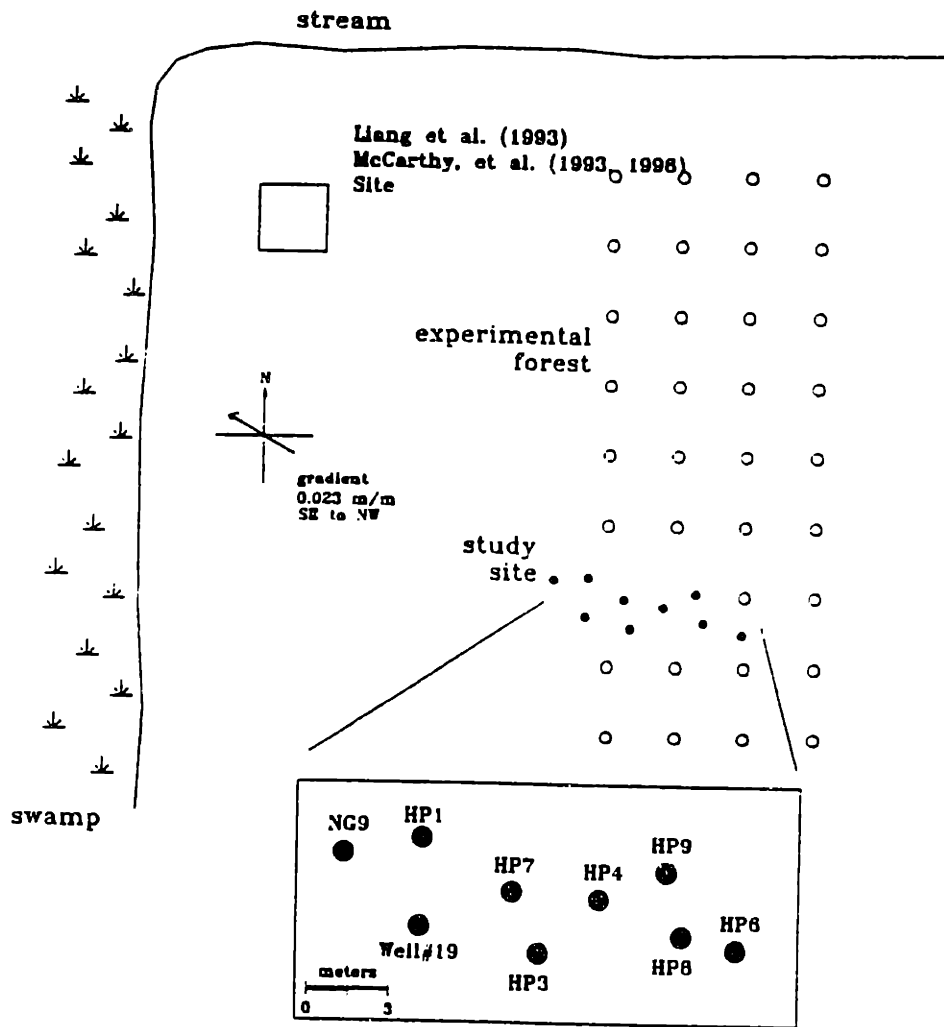 stream
Liang et al. (1993)
McCarthy, et al. (1993, 1996)
Site
experimental
forest
N
gradient
0.023 m/m
SE to NW
study
site
swamp
NG9
HP1
HP7
HP4
HP9
Well#19
HP3
HP8
HP6
meters
0 3